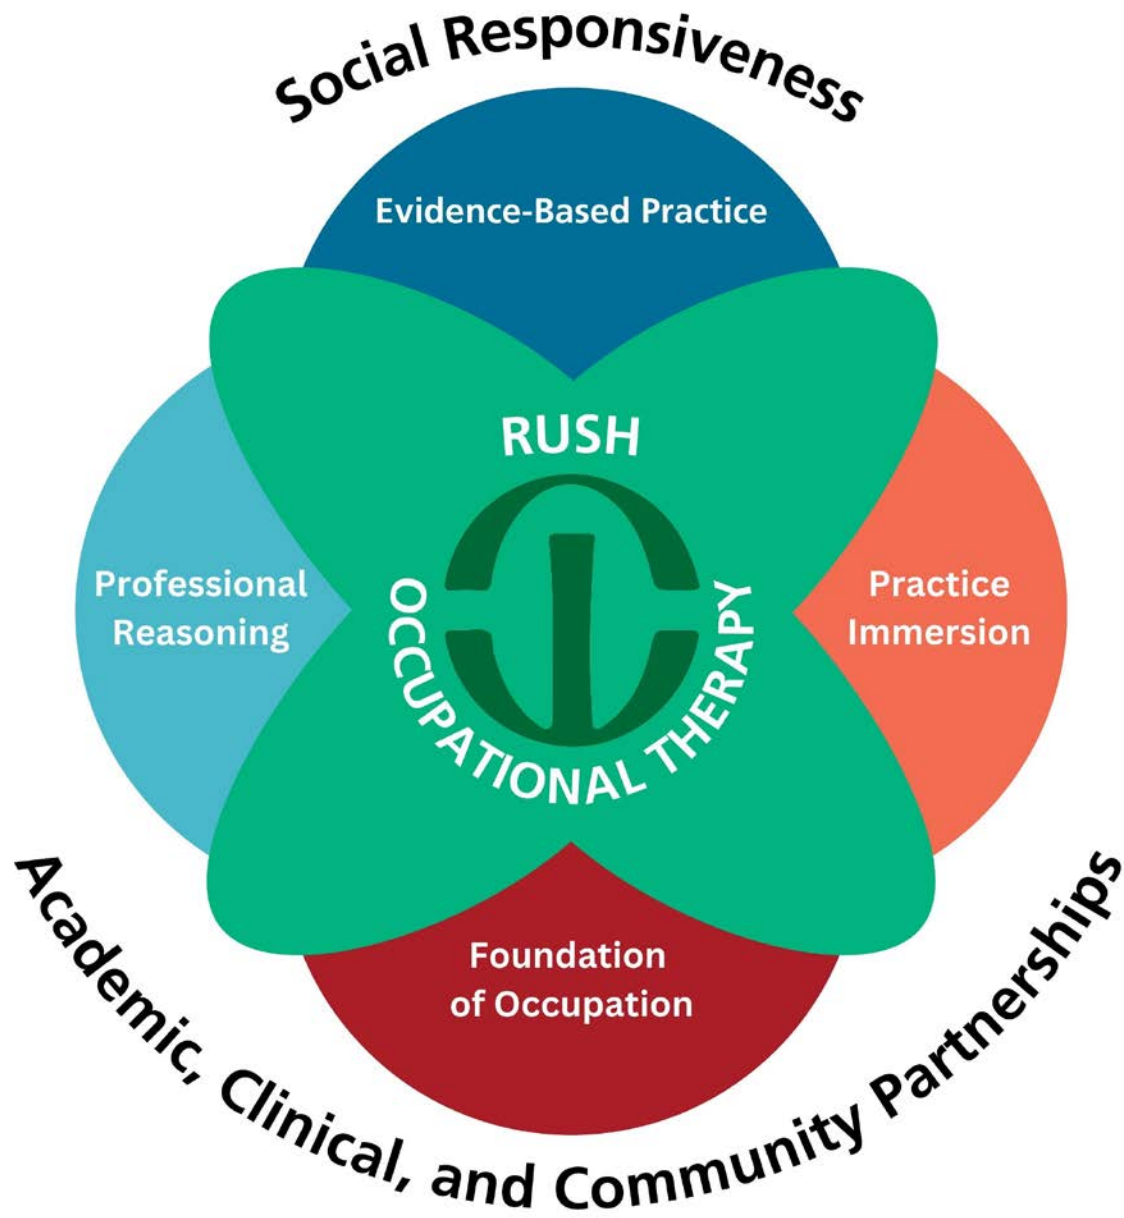 Social Responsiveness
Evidence-Based Practice
RUSH
OCCUPATIONAL THERAPY
Professional
Reasoning
Practice
Immersion
Foundation
of Occupation
Academic, Clinical, and Community Partnerships